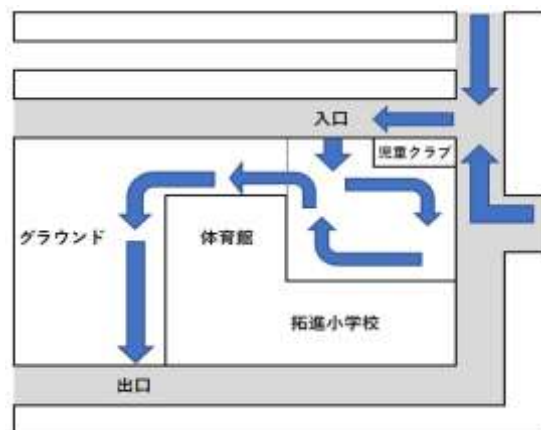 入口
児童クラブ
グラウンド
体育館
拓進小学校
出口